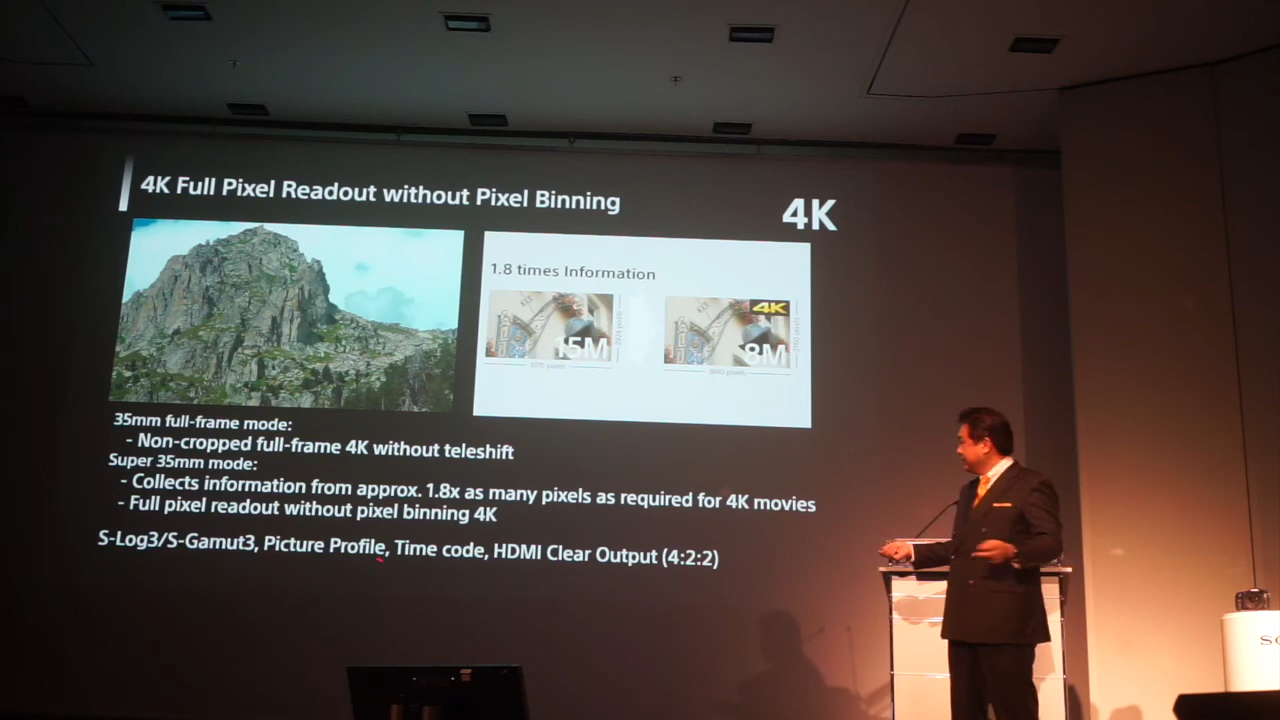 4K Full Pixel Readout without Pixel Binning
4K
1.8 times Information
4K
15M
8M
35mm full-frame mode:
- Non-cropped full-frame 4K without teleshift
Super 35mm mode:
- Collects information from approx. 1.8x as many pixels as required for 4K movies
- Full pixel readout without pixel binning 4K
S-Log3/S-Gamut3, Picture Profile, Time code, HDMI Clear Output (4:2:2)